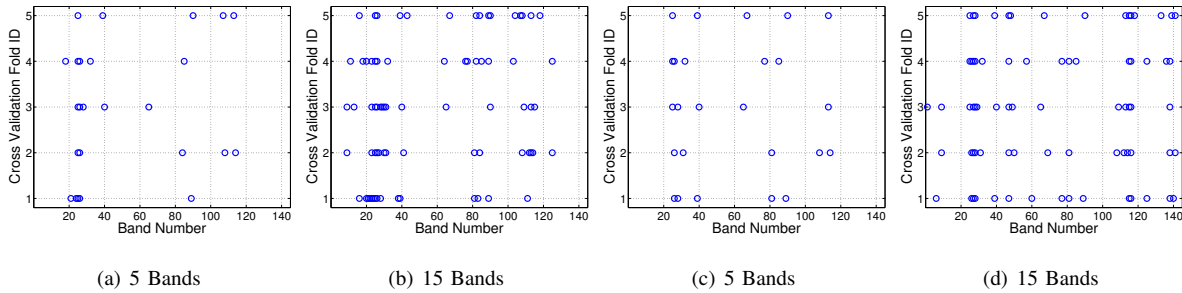 Cross Validation Fold ID
5
4
3
2
1
20 40 60 80 100 120 140
Band Number
(a) 5 Bands
Cross Validation Fold ID
5
4
3
2
1
20 40 60 80 100 120 140
Band Number
(b) 15 Bands
Cross Validation Fold ID
5
4
3
2
1
20 40 60 80 100 120 140
Band Number
(c) 5 Bands
Cross Validation Fold ID
5
4
3
2
1
20 40 60 80 100 120 140
Band Number
(d) 15 Bands